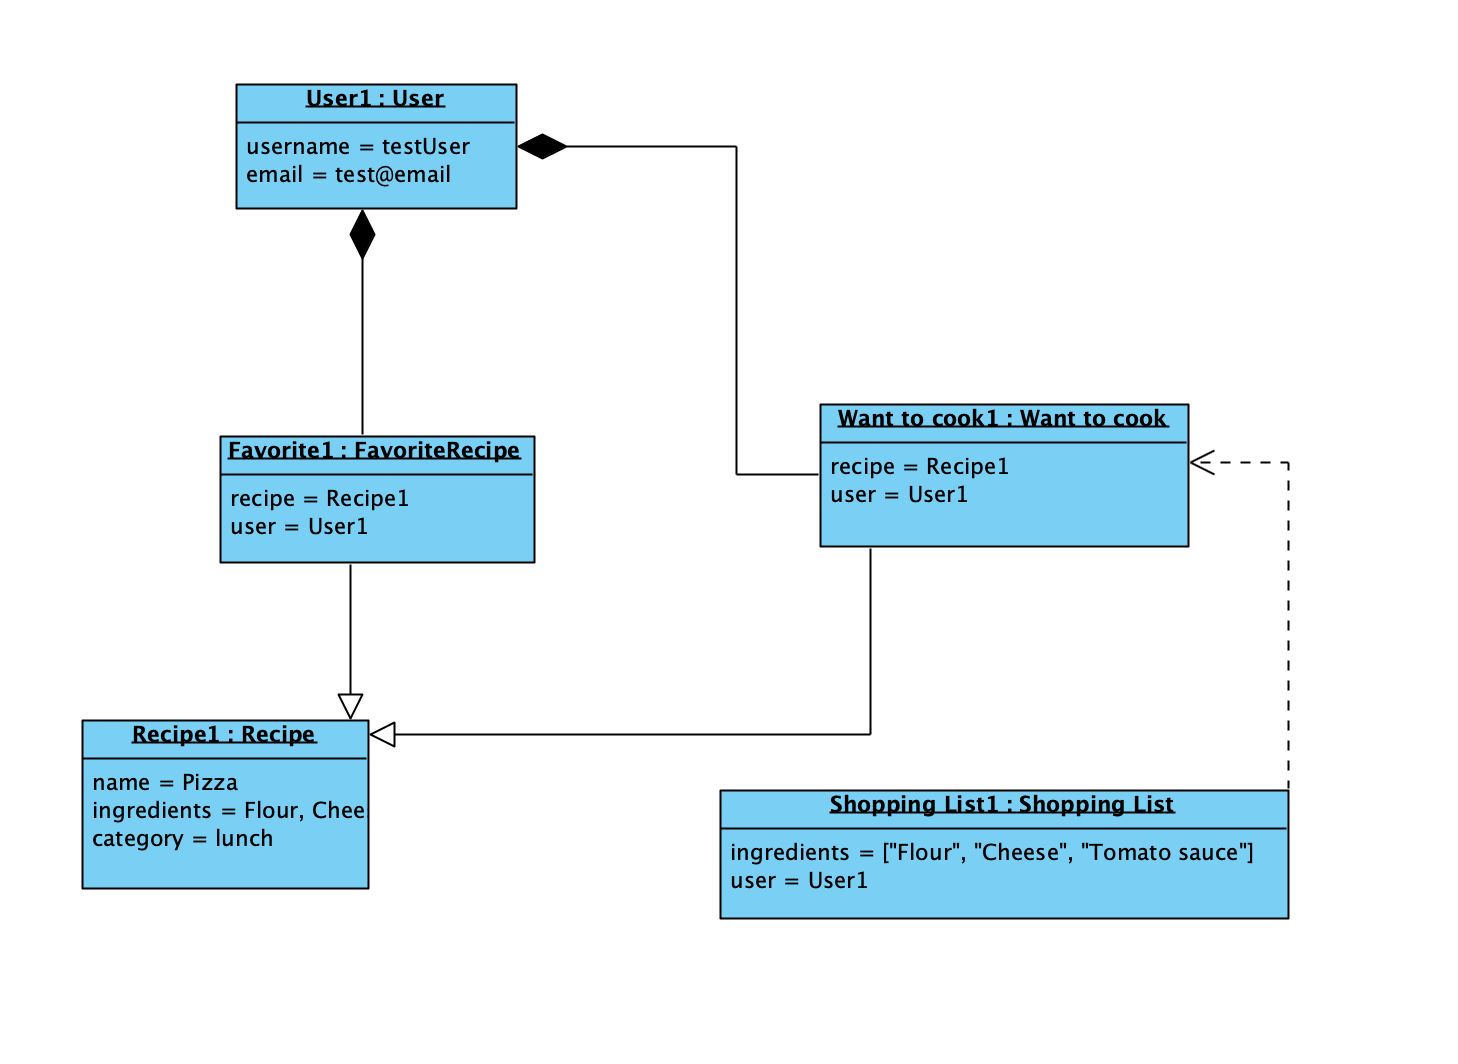 User1 : User
username = testUser
email = test@email
Want to cook1 : Want to cook
recipe = Recipe1
user = User1
Favorite1 : FavoriteRecipe
recipe = Recipe1
user = User1
Recipe1 : Recipe
name = Pizza
ingredients = Flour, Chee
category = lunch
Shopping List1 : Shopping List
ingredients = ["Flour", "Cheese", "Tomato sauce"]
user = User1